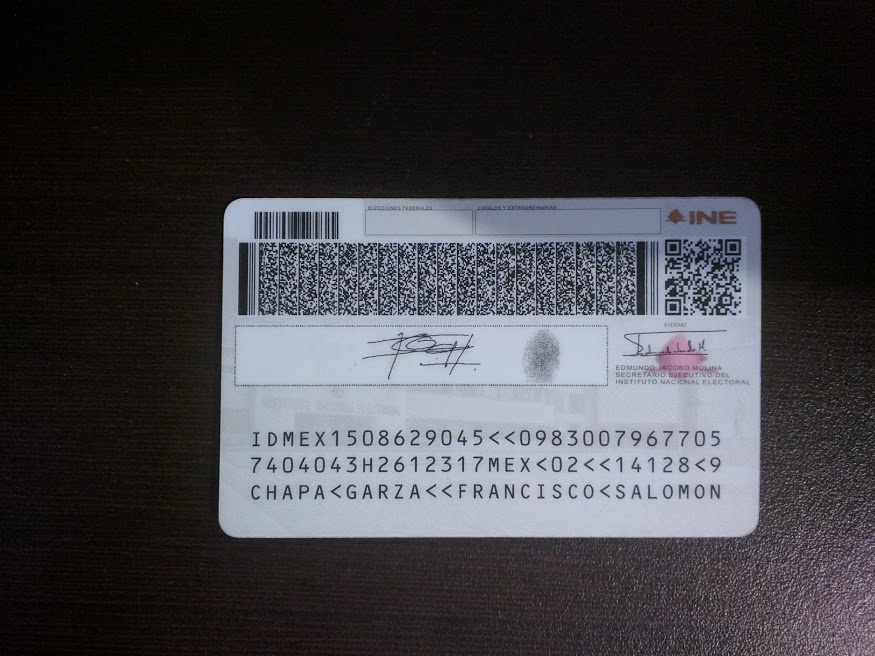 ELECCIONES FEDERALES
LOCALES Y EXTRAORDINARIAS
INE
EDMUNDO JACOBO MOLINA
SECRETARIO EJECUTIVO DEL
INSTITUTO NACIONAL ELECTORAL
IDMEX1508629045<<0983007967705
7404043H2612317MEX<02<<14128<9
CHAPA<GARZA<<FRANCISCO<SALOMON